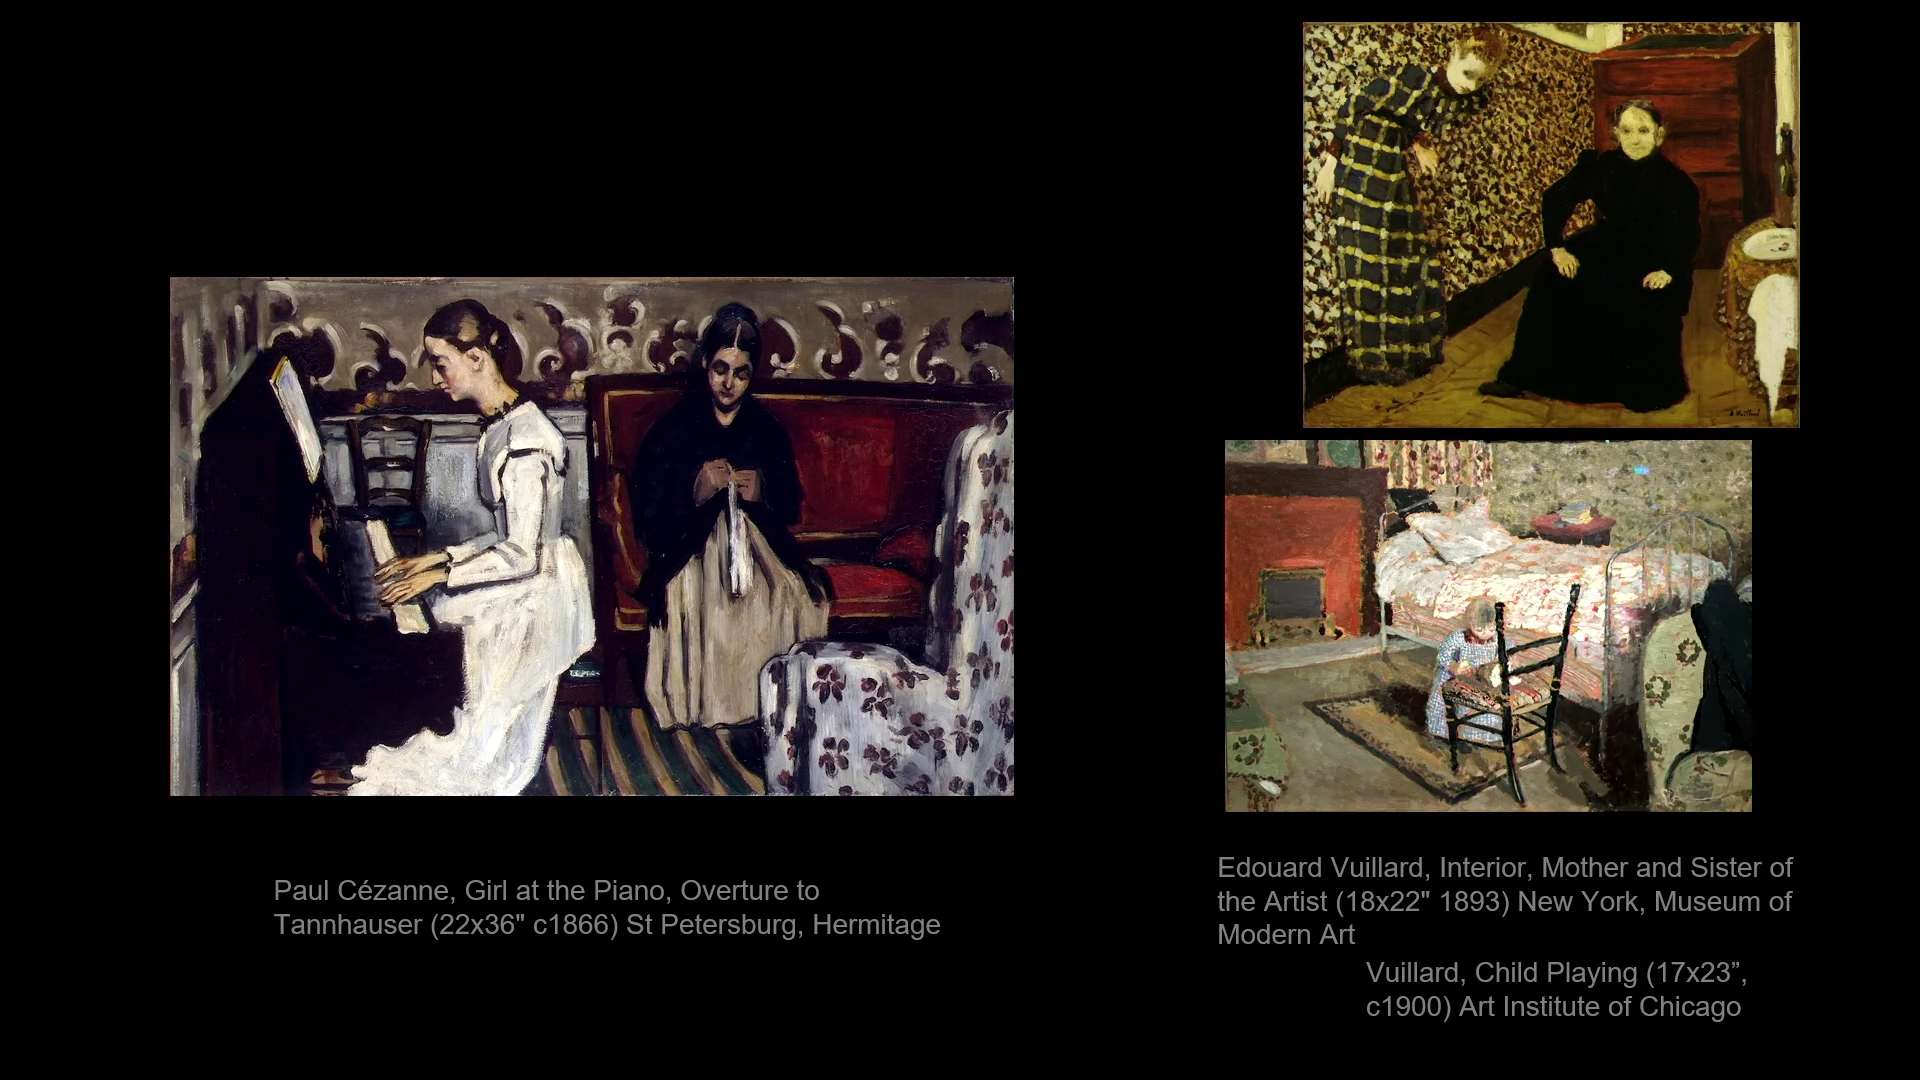 Paul Cézanne, Girl at the Piano, Overture to
Tannhauser (22x36" c1866) St Petersburg, Hermitage
Edouard Vuillard, Interior, Mother and Sister of
the Artist (18x22" 1893) New York, Museum of
Modern Art
Vuillard, Child Playing (17x23”,
c1900) Art Institute of Chicago